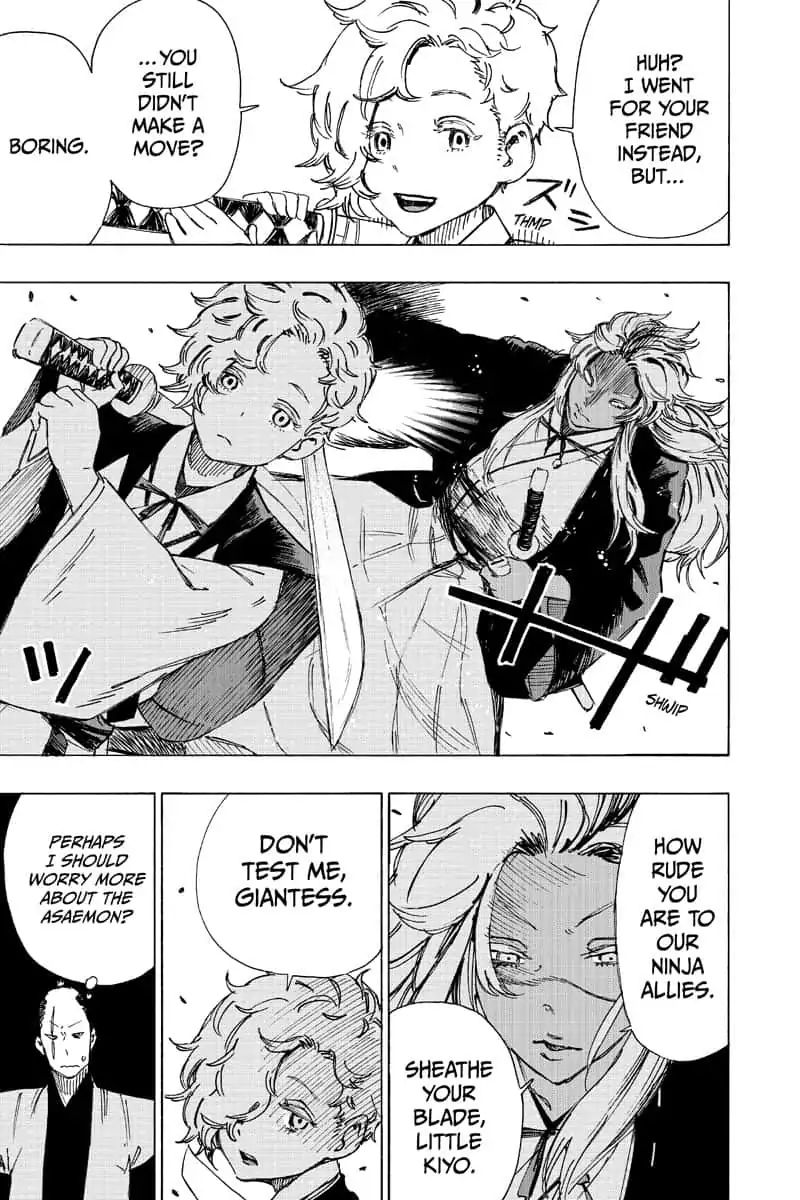 HUH?
I WENT
FOR YOUR
FRIEND
INSTEAD,
BUT...
ズシ
THMP
...YOU
STILL
DIDN'T
MAKE A
MOVE?
BORING.
SHWIP
HOW
RUDE
YOU
ARE TO
OUR
NINJA
ALLIES.
SHEATHE
YOUR
BLADE,
LITTLE
KIYO.
DON'T
TEST ME,
GIANTESS.
PERHAPS
I SHOULD
WORRY MORE
ABOUT THE
ASAEMON?